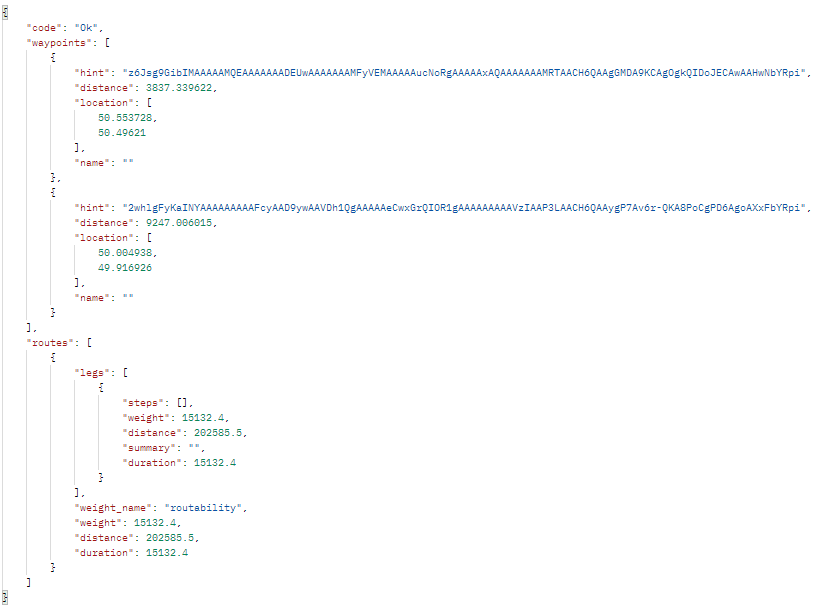 {
"code": "Ok",
"waypoints": [
{
"hint": "z6Jsg9GibIMAAAAAMQEAAAAAAADEUwAAAAAAAMFyVEMAAAAAucNoRgAAAAAxAQAAAAAAAMRTAACH6QAAgGMDA9KCAgOgkQIDoJECAwAAHwNbYRpi",
"distance": 3837.339622,
"location": [
50.553728,
50.49621
],
"name": ""
},
{
"hint": "2whlgFyKaINYAAAAAAAAAFcyAAD9ywAAVDh1QgAAAAAeCwxGrQIOR1gAAAAAAAAAVzIAAP3LAACH6QAAygP7Av6r-QKA8PoCgPD6AgoAXxFbYRpi",
"distance": 9247.006015,
"location": [
50.004938,
49.916926
],
"name": ""
}
],
"routes": [
{
"legs": [
{
"steps": [],
"weight": 15132.4,
"distance": 202585.5,
"summary": "",
"duration": 15132.4
}
],
"weight_name": "routability",
"weight": 15132.4,
"distance": 202585.5,
"duration": 15132.4
}
]
}